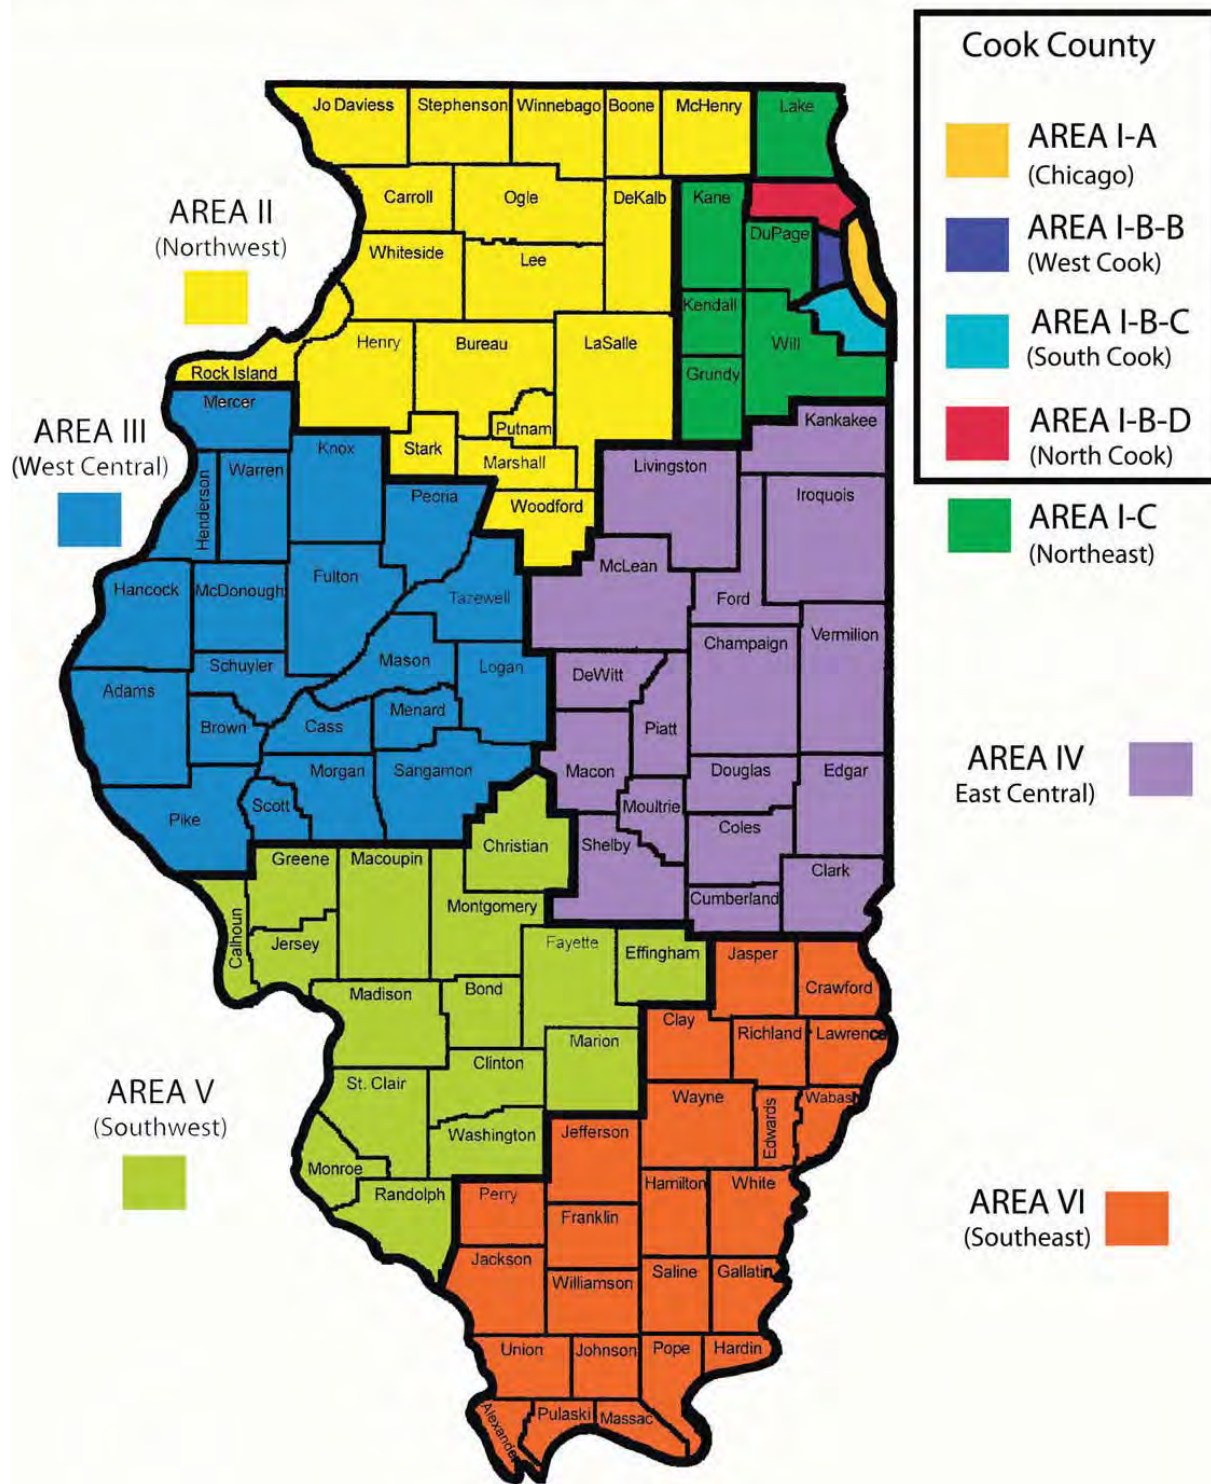 Cook County
AREA I-A
(Chicago)
AREA I-B-B
(West Cook)
AREA I-B-C
(South Cook)
AREA I-B-D
(North Cook)
AREA I-C
(Northeast)
AREA II
(Northwest)
AREA III
(West Central)
AREA IV
East Central)
AREA V
(Southwest)
AREA VI
(Southeast)
Jo Daviess
Stephenson
Winnebago
Boone
McHenry
Lake
Carroll
Ogle
DeKalb
Kane
DuPage
Whiteside
Lee
Kendall
Will
Rock Island
Henry
Bureau
LaSalle
Grundy
Putnam
Stark
Marshall
Woodford
Mercer
Knox
Warren
Henderson
Peoria
Hancock
McDonough
Fulton
Tazewell
Schuyler
Mason
Logan
Adams
Brown
Cass
Menard
Pike
Scott
Morgan
Sangamon
Kankakee
Livingston
Iroquois
McLean
Ford
Champaign
Vermilion
DeWitt
Piatt
Macon
Douglas
Edgar
Moultrie
Coles
Shelby
Clark
Cumberland
Christian
Greene
Macoupin
Montgomery
Calhoun
Jersey
Fayette
Effingham
Madison
Bond
Marion
Clinton
St. Clair
Washington
Monroe
Randolph
Jasper
Crawford
Clay
Richland
Lawrence
Wayne
Edwards
Wabash
Jefferson
Hamilton
White
Perry
Franklin
Jackson
Williamson
Saline
Gallatin
Union
Johnson
Pope
Hardin
Alexander
Pulaski
Massac